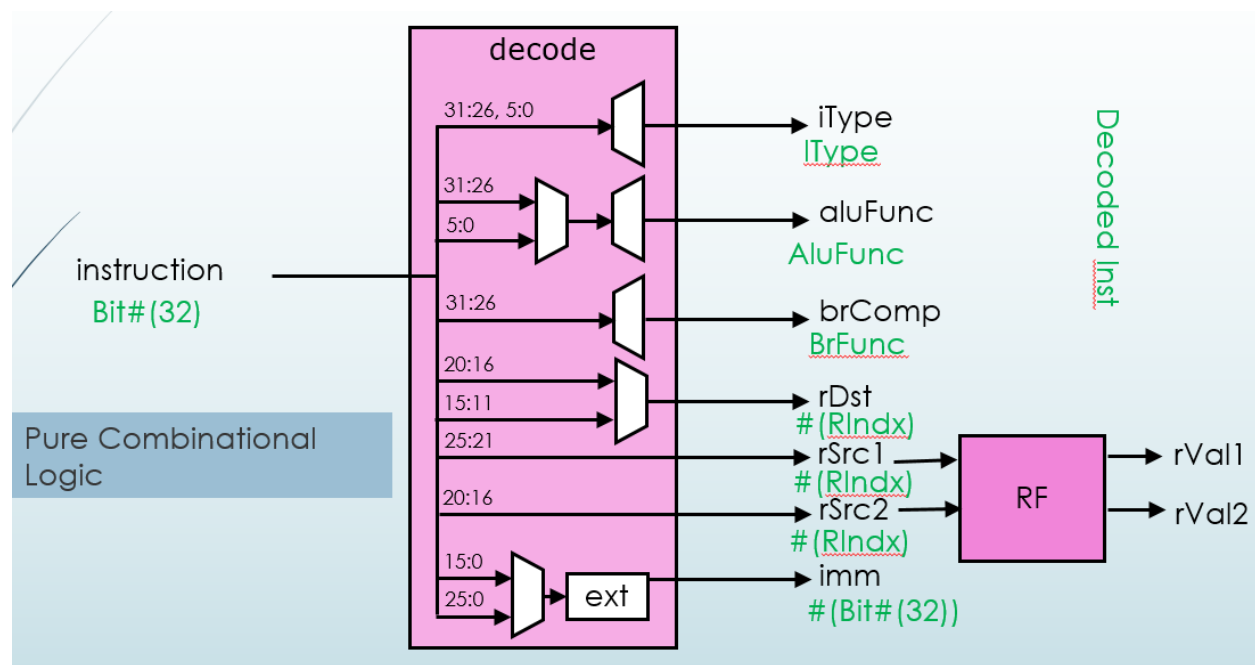 decode
31:26, 5:0
iType
IType
31:26
5:0
aluFunc
AluFunc
instruction
Bit#(32)
31:26
brComp
BrFunc
20:16
15:11
rDst
#(RIndx)
25:21
rSrc1
#(RIndx)
20:16
rSrc2
#(RIndx)
15:0
25:0
ext
imm
#(Bit#(32))
RF
rVal1
rVal2
Pure Combinational
Logic
Decoded Inst